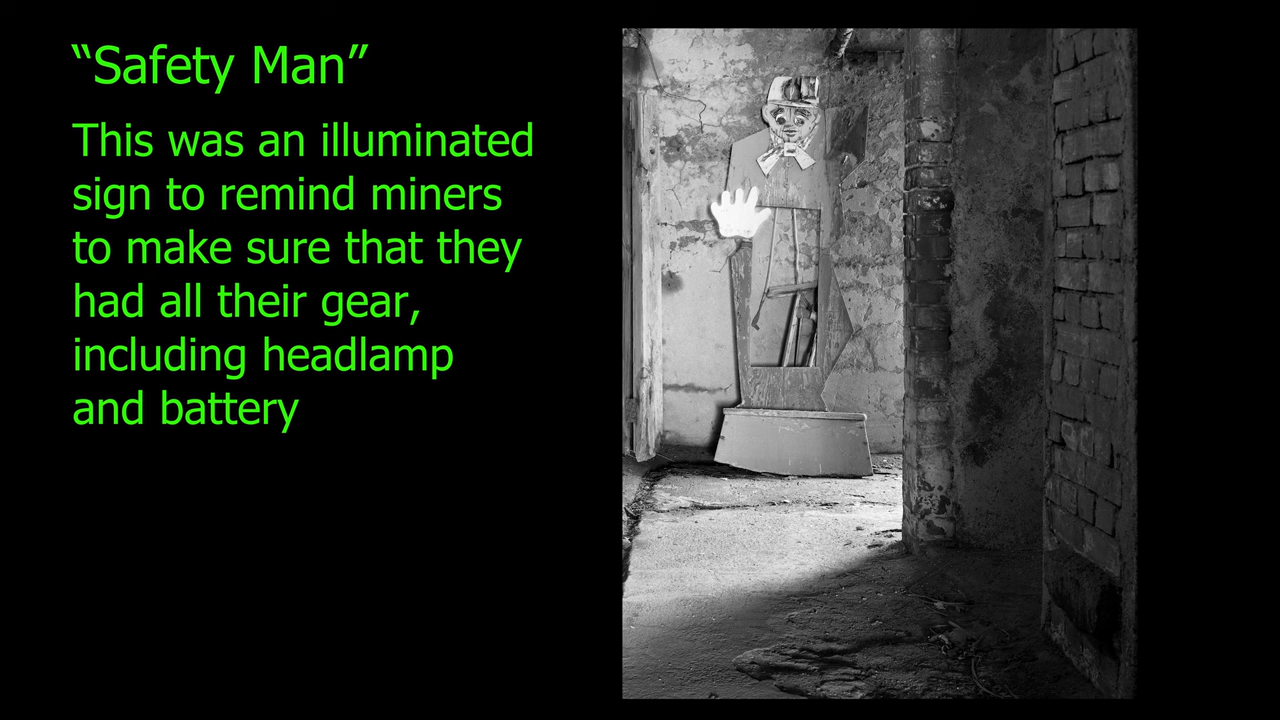 “Safety Man”
This was an illuminated
sign to remind miners
to make sure that they
had all their gear,
including headlamp
and battery